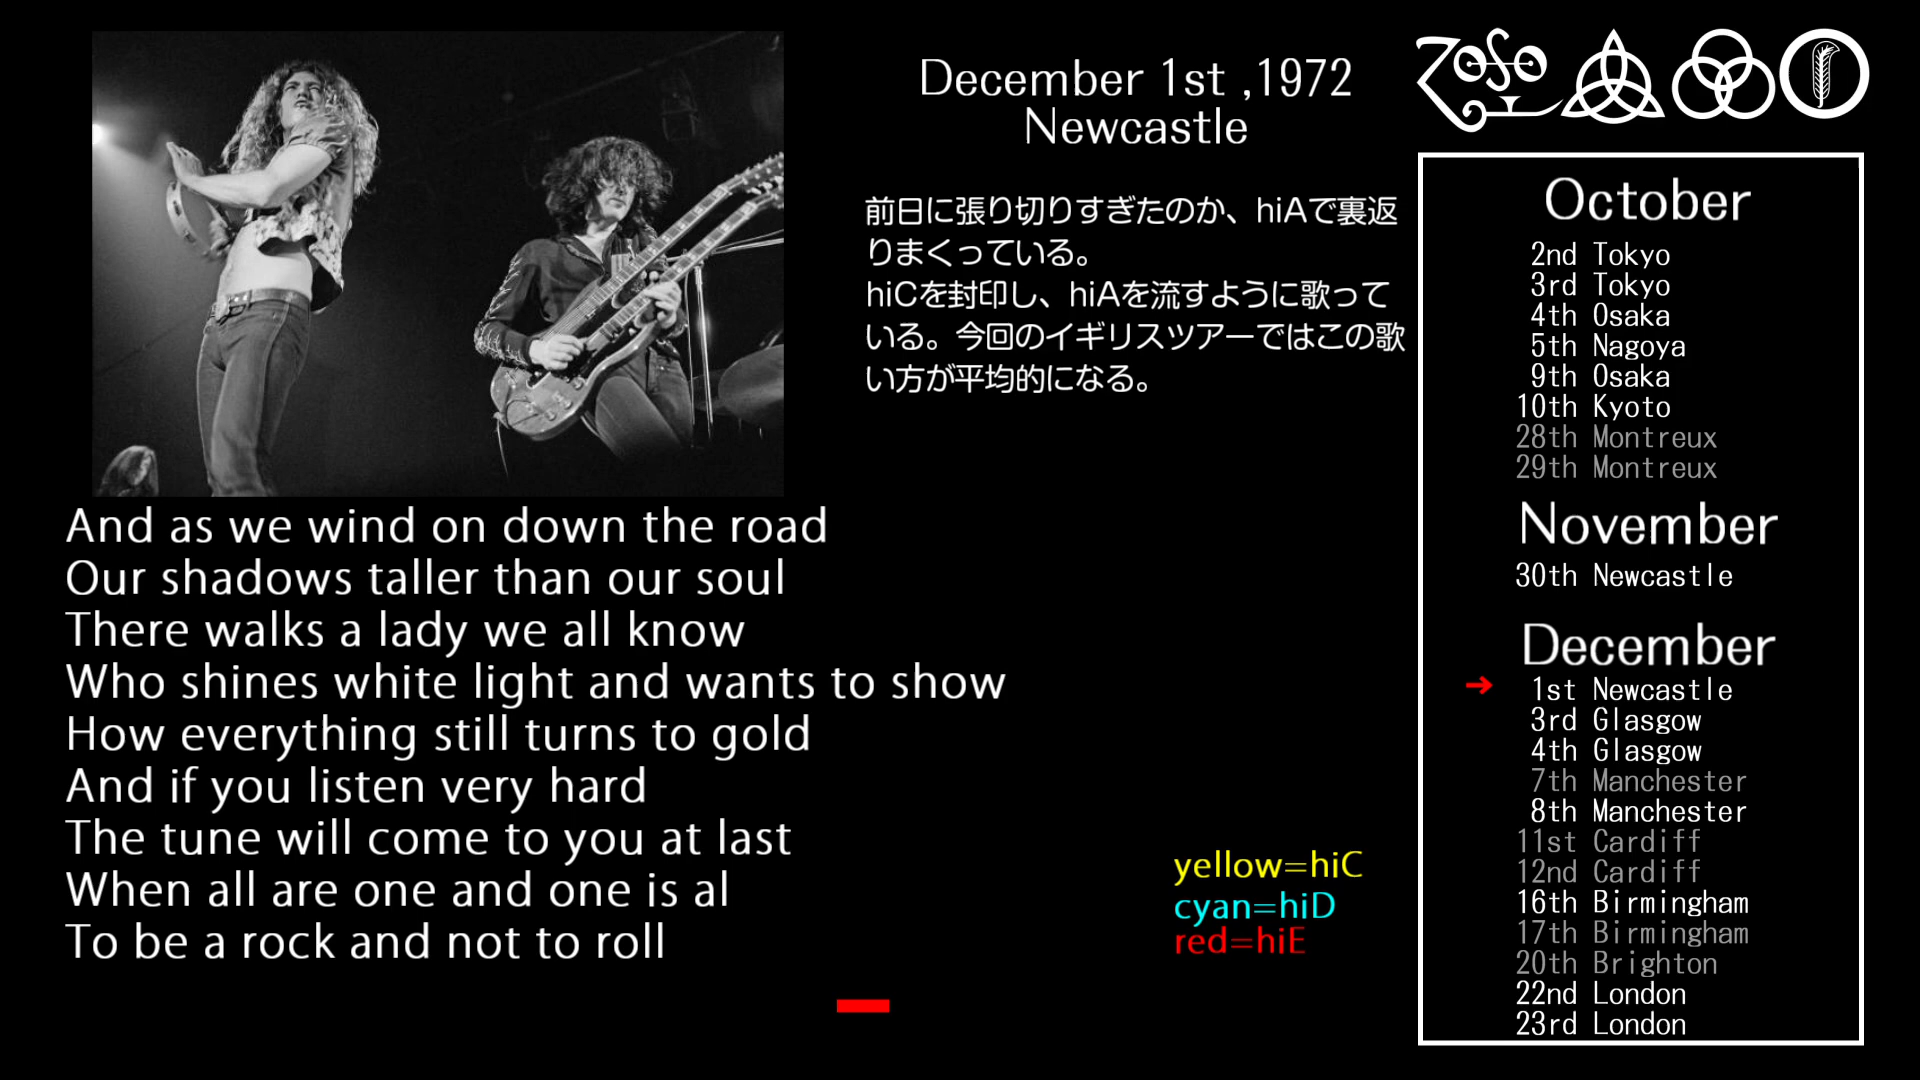 December 1st ,1972
Newcastle
前日に張り切りすぎたのか、hiAで裏返
りまくっている。
hiCを封印し、hiAを流すように歌って
いる。今回のイギリスツアーではこの歌
い方が平均的になる。
And as we wind on down the road
Our shadows taller than our soul
There walks a lady we all know
Who shines white light and wants to show
How everything still turns to gold
And if you listen very hard
The tune will come to you at last
When all are one and one is al
To be a rock and not to roll
yellow=hiC
cyan=hiD
red=hiE
ZoSo
October
2nd Tokyo
3rd Tokyo
4th Osaka
5th Nagoya
9th Osaka
10th Kyoto
28th Montreux
29th Montreux
November
30th Newcastle
December
→ 1st Newcastle
3rd Glasgow
4th Glasgow
7th Manchester
8th Manchester
11st Cardiff
12nd Cardiff
16th Birmingham
17th Birmingham
20th Brighton
22nd London
23rd London